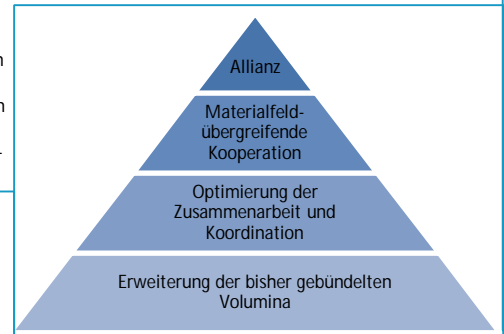 n
n
-
Allianz
Materialfeld-
übergreifende
Kooperation
Optimierung der
Zusammenarbeit und
Koordination
Erweiterung der bisher gebündelten
Volumina